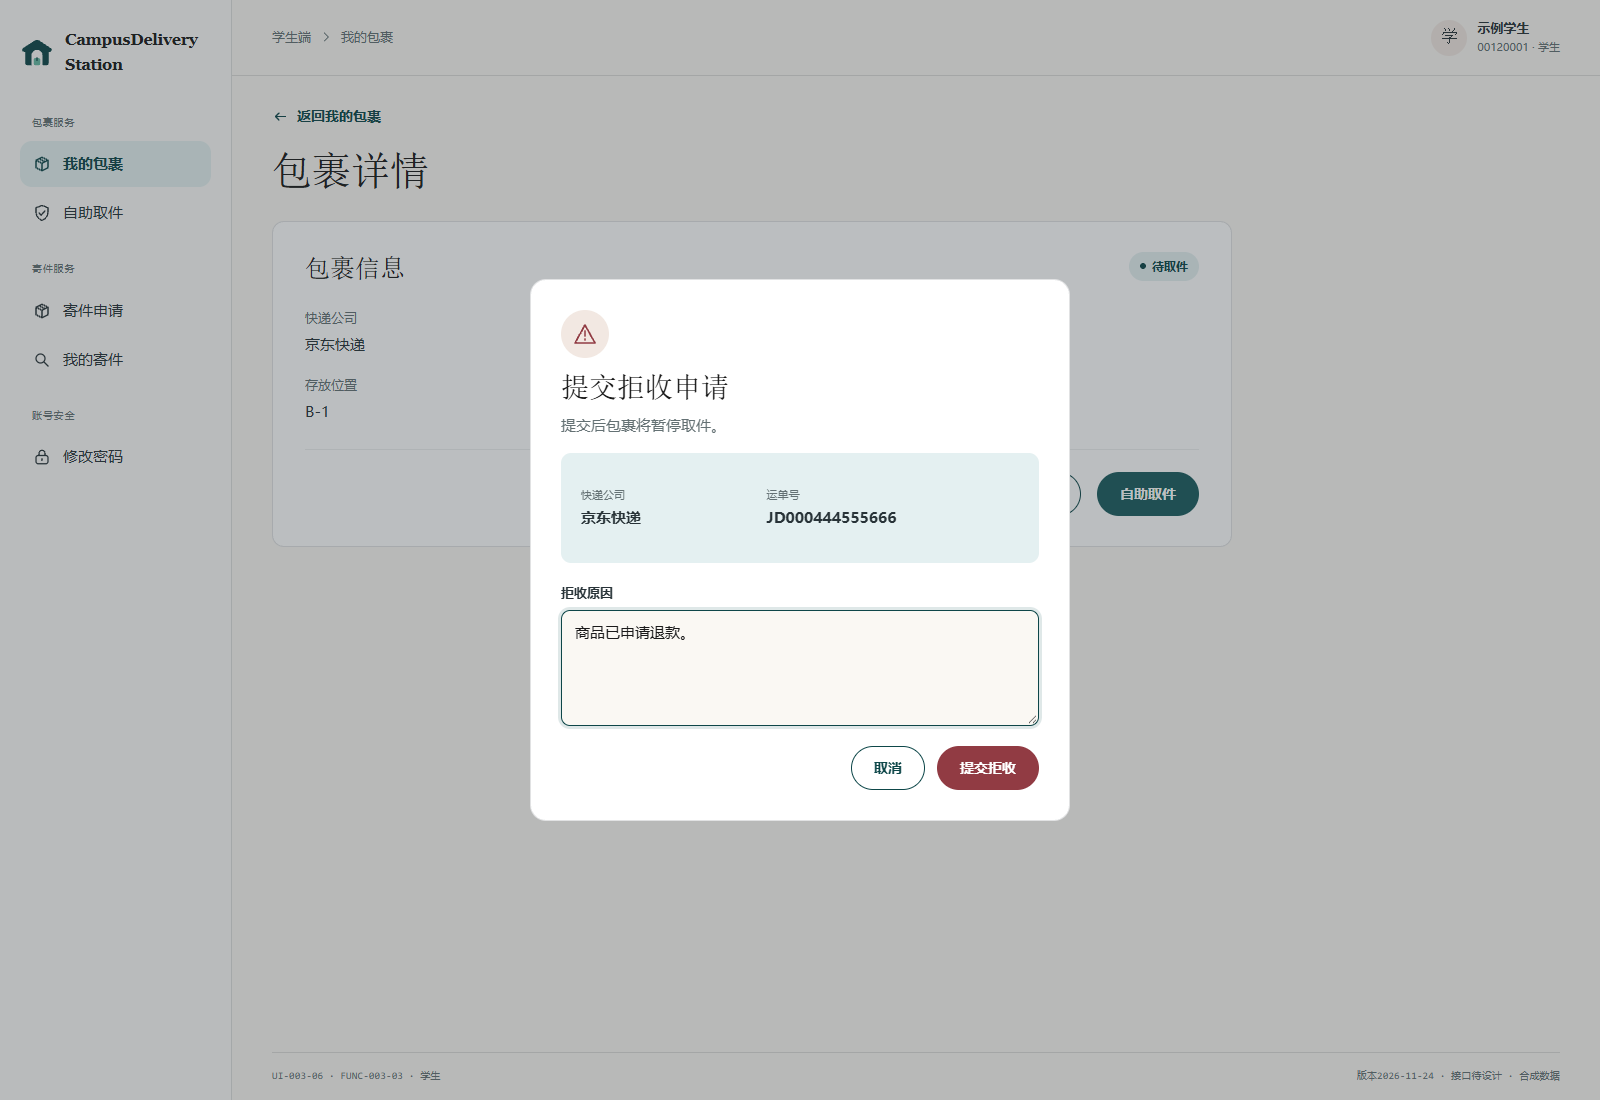 CampusDelivery
Station
包裹服务
我的包裹
自助取件
寄件服务
寄件申请
我的寄件
账号安全
修改密码
学生端
我的包裹
学
示例学生
00120001 · 学生
返回我的包裹
包裹详情
包裹信息
待取件
快递公司
京东快递
存放位置
B-1
自助取件
提交拒收申请
提交后包裹将暂停取件。
快递公司
运单号
京东快递
JD000444555666
拒收原因
商品已申请退款。
取消
提交拒收
UI-003-06 · FUNC-003-03 · 学生
版本2026-11-24 · 接口待设计 · 合成数据